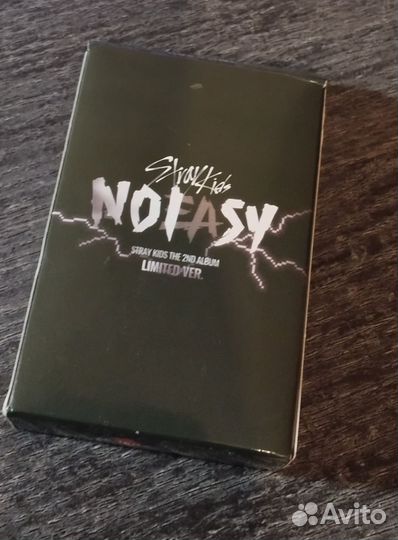 Stray Kids
NOEASY
STRAY KIDS THE 2ND ALBUM
LIMITED VER.
Avito